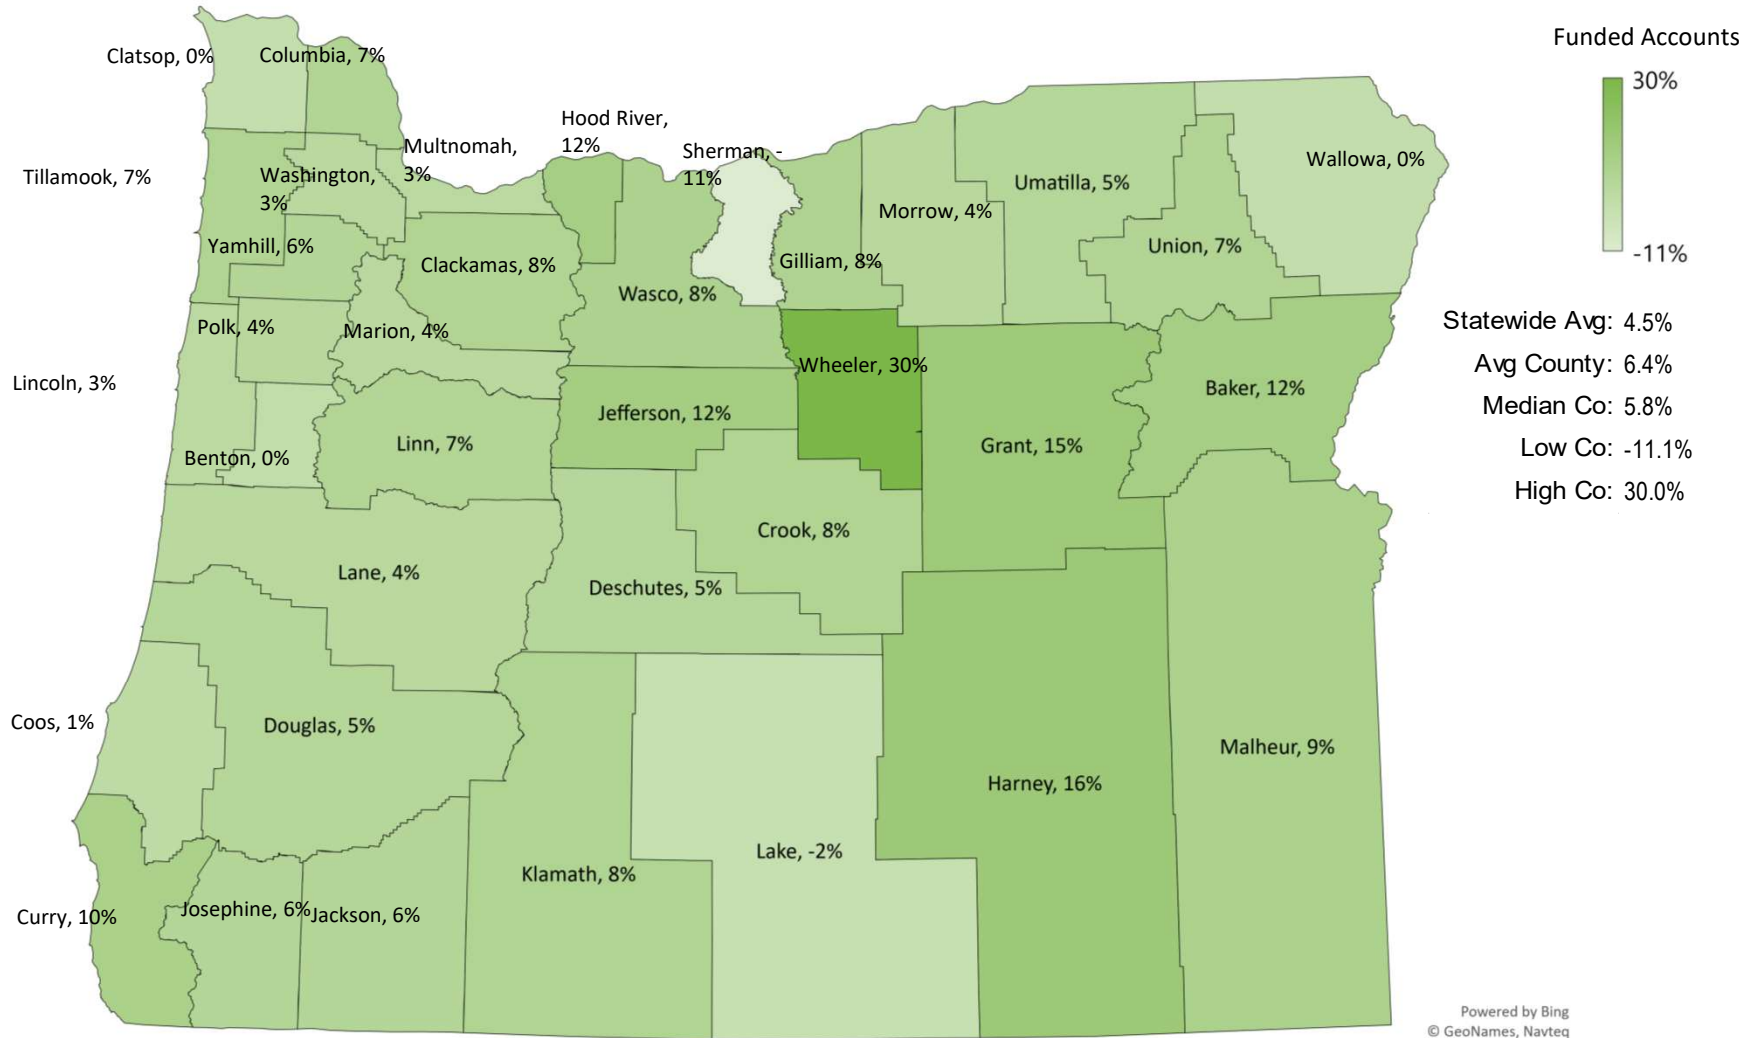 Clatsop, 0%
Columbia, 7%
Funded Accounts
30%
-11%
Hood River,
12%
Multnomah,
3%
Sherman, -
11%
Tillamook, 7%
Washington,
3%
Wallowa, 0%
Umatilla, 5%
Morrow, 4%
Union, 7%
Yamhill, 6%
Clackamas, 8%
Gilliam, 8%
Wasco, 8%
Polk, 4%
Marion, 4%
Statewide Avg: 4.5%
Avg County: 6.4%
Median Co: 5.8%
Low Co: -11.1%
High Co: 30.0%
Wheeler, 30%
Lincoln, 3%
Baker, 12%
Jefferson, 12%
Linn, 7%
Grant, 15%
Benton, 0%
Crook, 8%
Lane, 4%
Deschutes, 5%
Coos, 1%
Douglas, 5%
Malheur, 9%
Harney, 16%
Lake, -2%
Klamath, 8%
Curry, 10%
Josephine, 6%
Jackson, 6%
Powered by Bing
© GeoNames, Navteq